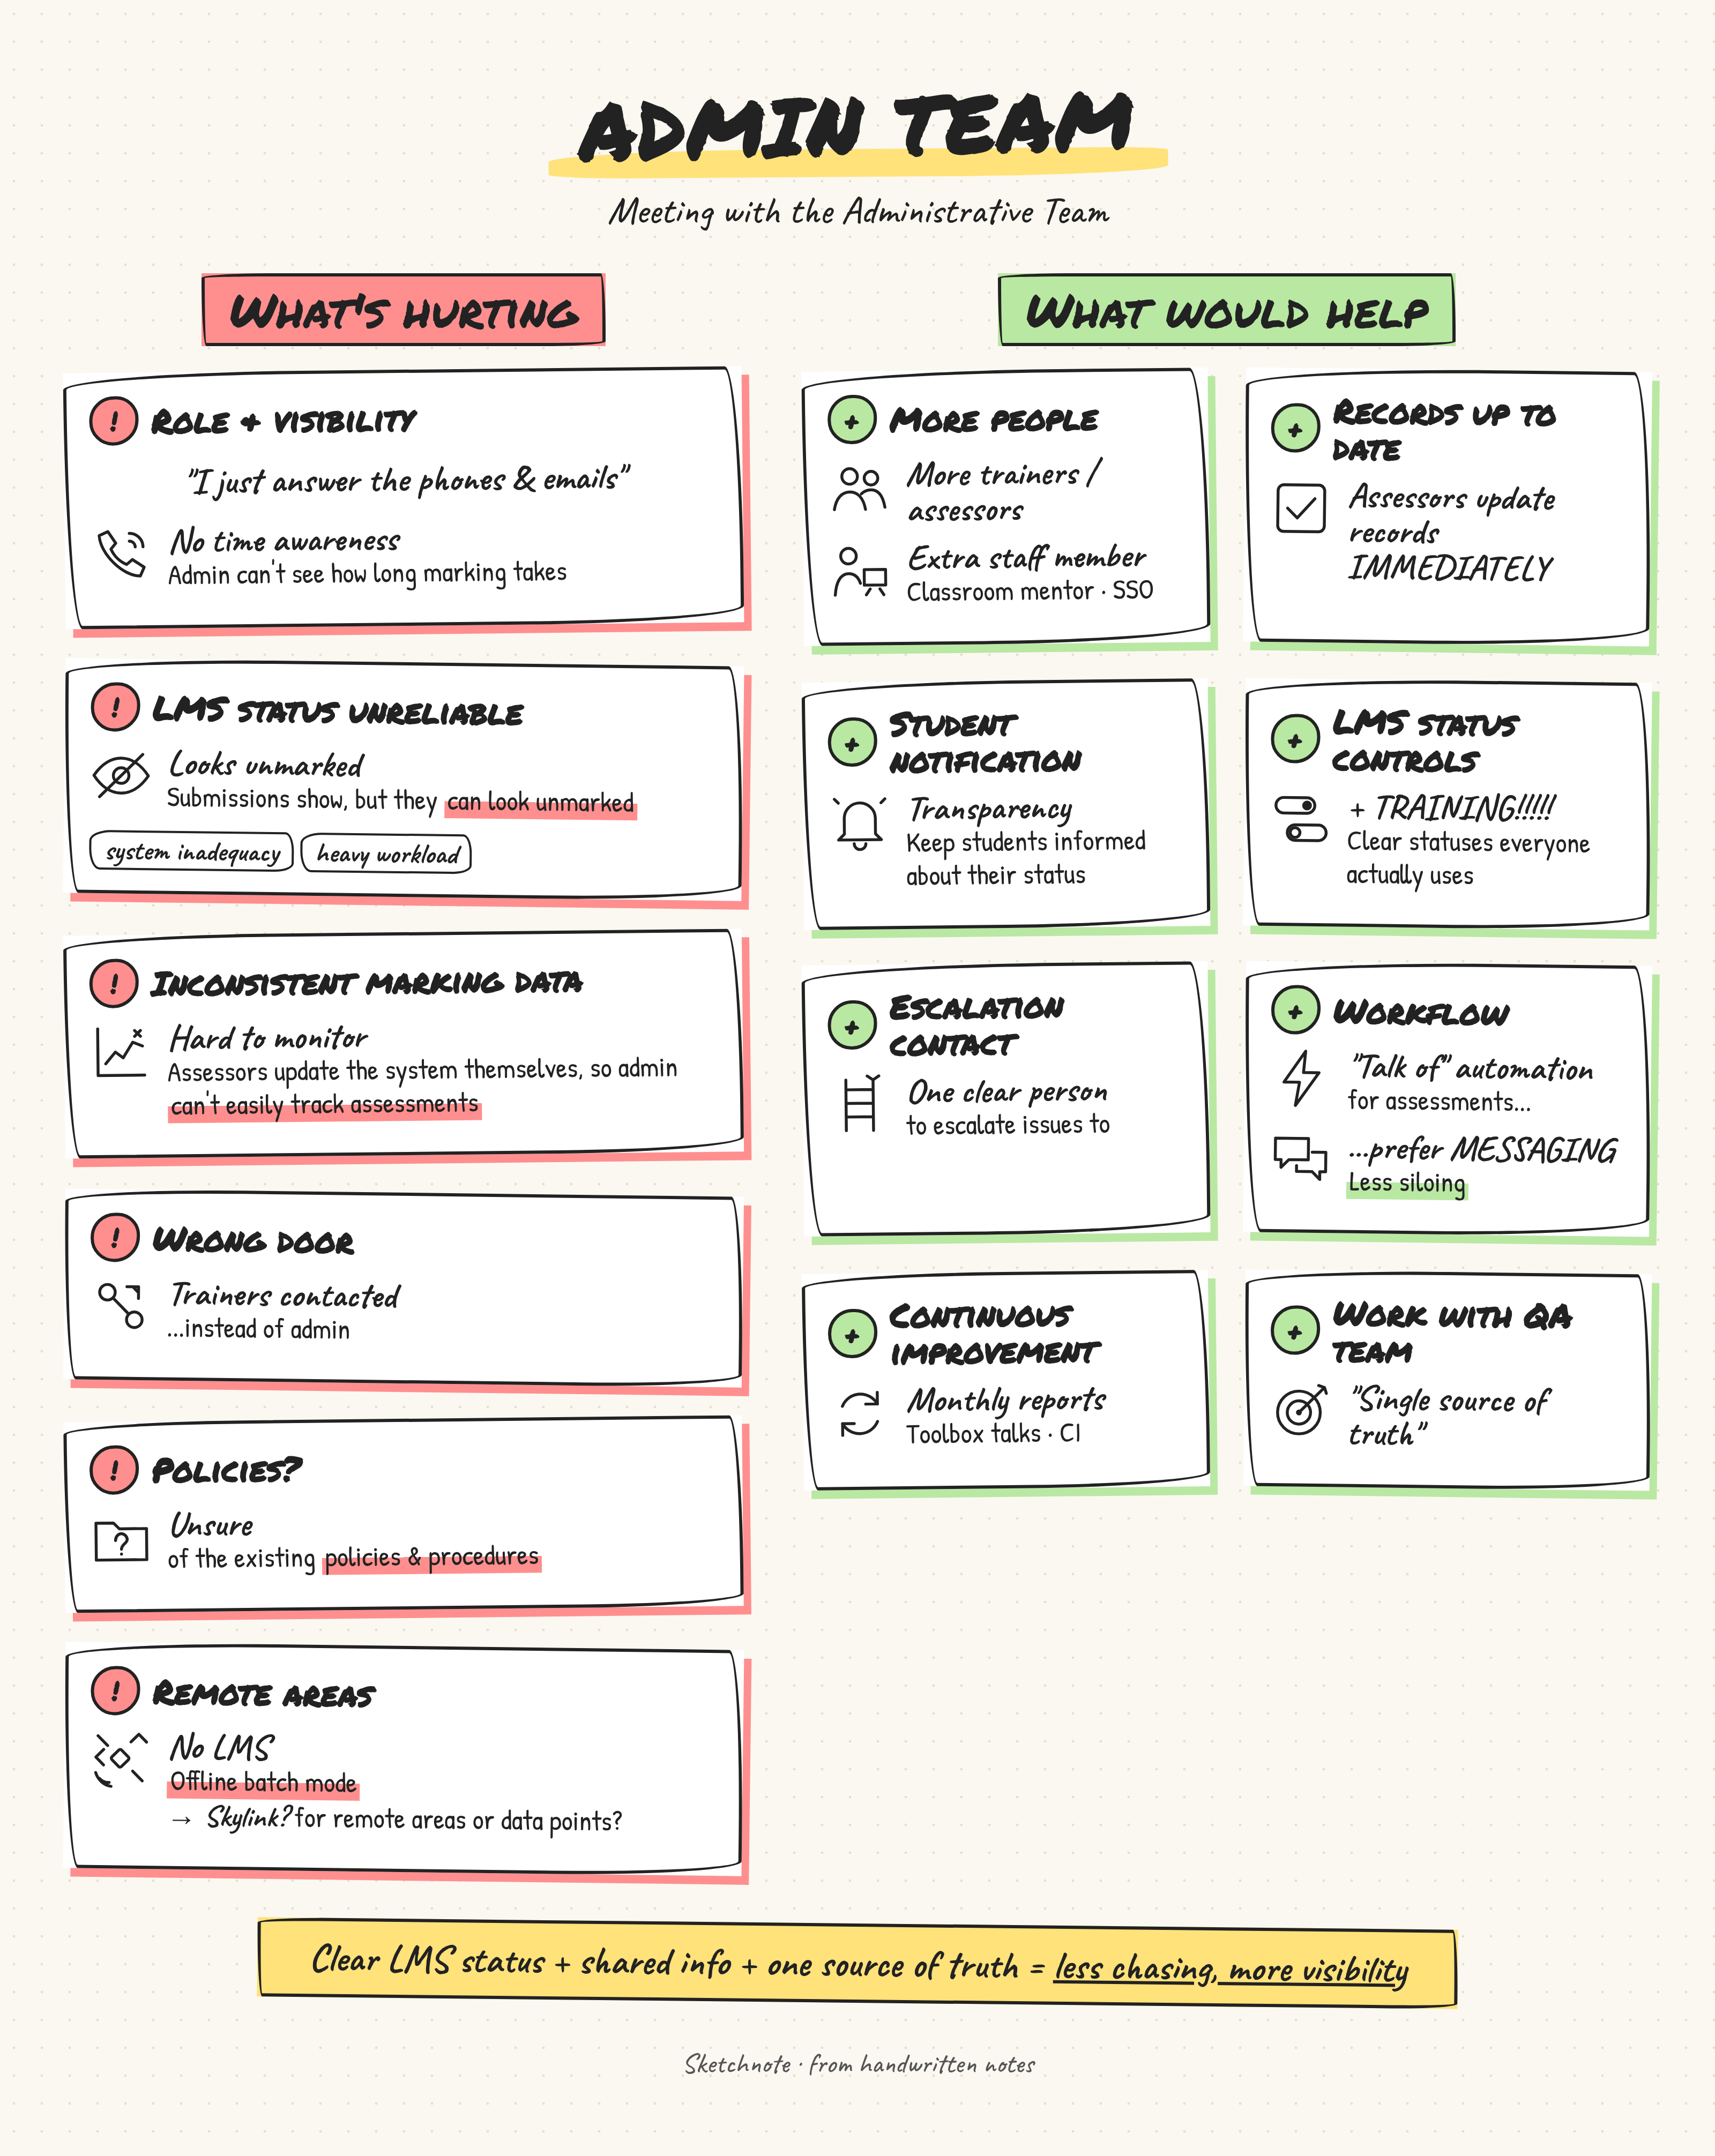 ADMIN TEAM
Meeting with the Administrative Team
WHAT'S HURTING
! ROLE & VISIBILITY
"I just answer the phones & emails"
No time awareness
Admin can't see how long marking takes
! LMS STATUS UNRELIABLE
Looks unmarked
Submissions show, but they can look unmarked
system inadequacy heavy workload
! INCONSISTENT MARKING DATA
Hard to monitor
Assessors update the system themselves, so admin
can't easily track assessments
! WRONG DOOR
Trainers contacted
...instead of admin
! POLICIES?
?
Unsure
of the existing policies & procedures
! REMOTE AREAS
No LMS
Offline batch mode
→ Skylink? for remote areas or data points?
WHAT WOULD HELP
+ MORE PEOPLE
More trainers /
assessors
Extra staff member
Classroom mentor · SSO
+ RECORDS UP TO
DATE
Assessors update
records
IMMEDIATELY
+ STUDENT
NOTIFICATION
Transparency
Keep students informed
about their status
+ LMS STATUS
CONTROLS
+ TRAINING!!!!!
Clear statuses everyone
actually uses
+ ESCALATION
CONTACT
One clear person
to escalate issues to
+ WORKFLOW
"Talk of" automation
for assessments...
...prefer MESSAGING
Less siloing
+ CONTINUOUS
IMPROVEMENT
Monthly reports
Toolbox talks · CI
+ WORK WITH QA
TEAM
"Single source of
truth"
Clear LMS status + shared info + one source of truth = less chasing, more visibility
Sketchnote · from handwritten notes